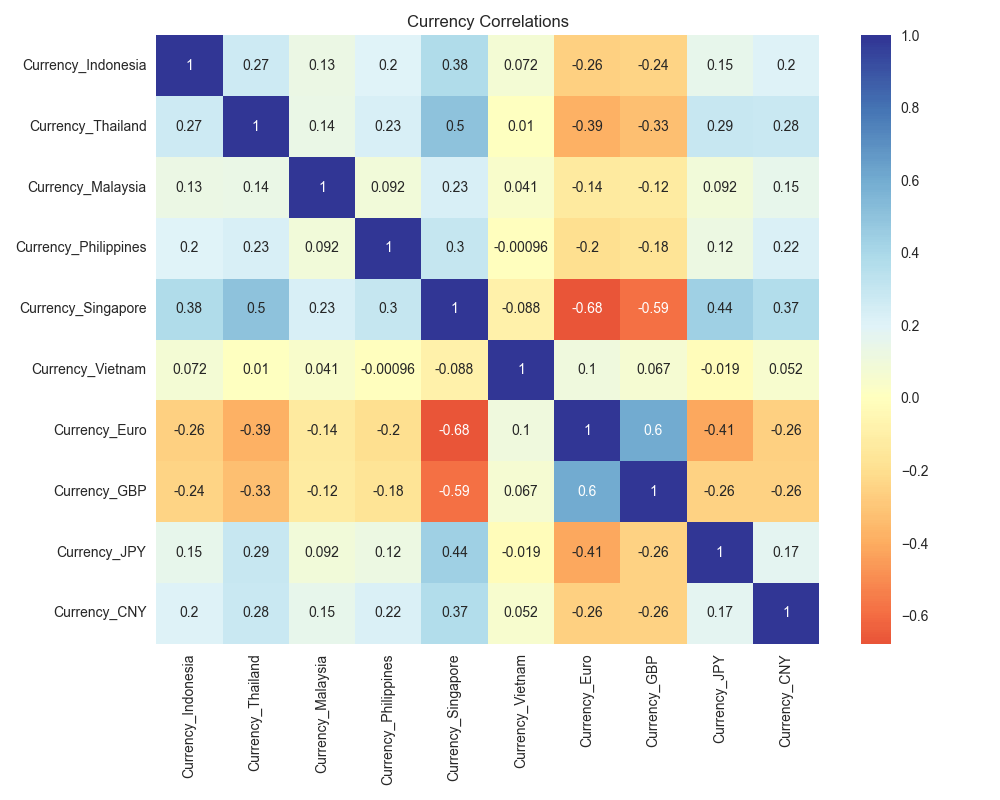 Currency Correlations
Currency_Indonesia 1 0.27 0.13 0.2 0.38 0.072 -0.26 -0.24 0.15 0.2
Currency_Thailand 0.27 1 0.14 0.23 0.5 0.01 -0.39 -0.33 0.29 0.28
Currency_Malaysia 0.13 0.14 1 0.092 0.23 0.041 -0.14 -0.12 0.092 0.15
Currency_Philippines 0.2 0.23 0.092 1 0.3 -0.00096 -0.2 -0.18 0.12 0.22
Currency_Singapore 0.38 0.5 0.23 0.3 1 -0.088 -0.68 -0.59 0.44 0.37
Currency_Vietnam 0.072 0.01 0.041 -0.00096 -0.088 1 0.1 0.067 -0.019 0.052
Currency_Euro -0.26 -0.39 -0.14 -0.2 -0.68 0.1 1 0.6 -0.41 -0.26
Currency_GBP -0.24 -0.33 -0.12 -0.18 -0.59 0.067 0.6 1 -0.26 -0.26
Currency_JPY 0.15 0.29 0.092 0.12 0.44 -0.019 -0.41 -0.26 1 0.17
Currency_CNY 0.2 0.28 0.15 0.22 0.37 0.052 -0.26 -0.26 0.17 1
Currency_Indonesia
Currency_Thailand
Currency_Malaysia
Currency_Philippines
Currency_Singapore
Currency_Vietnam
Currency_Euro
Currency_GBP
Currency_JPY
Currency_CNY
1.0
0.8
0.6
0.4
0.2
0.0
−0.2
−0.4
−0.6